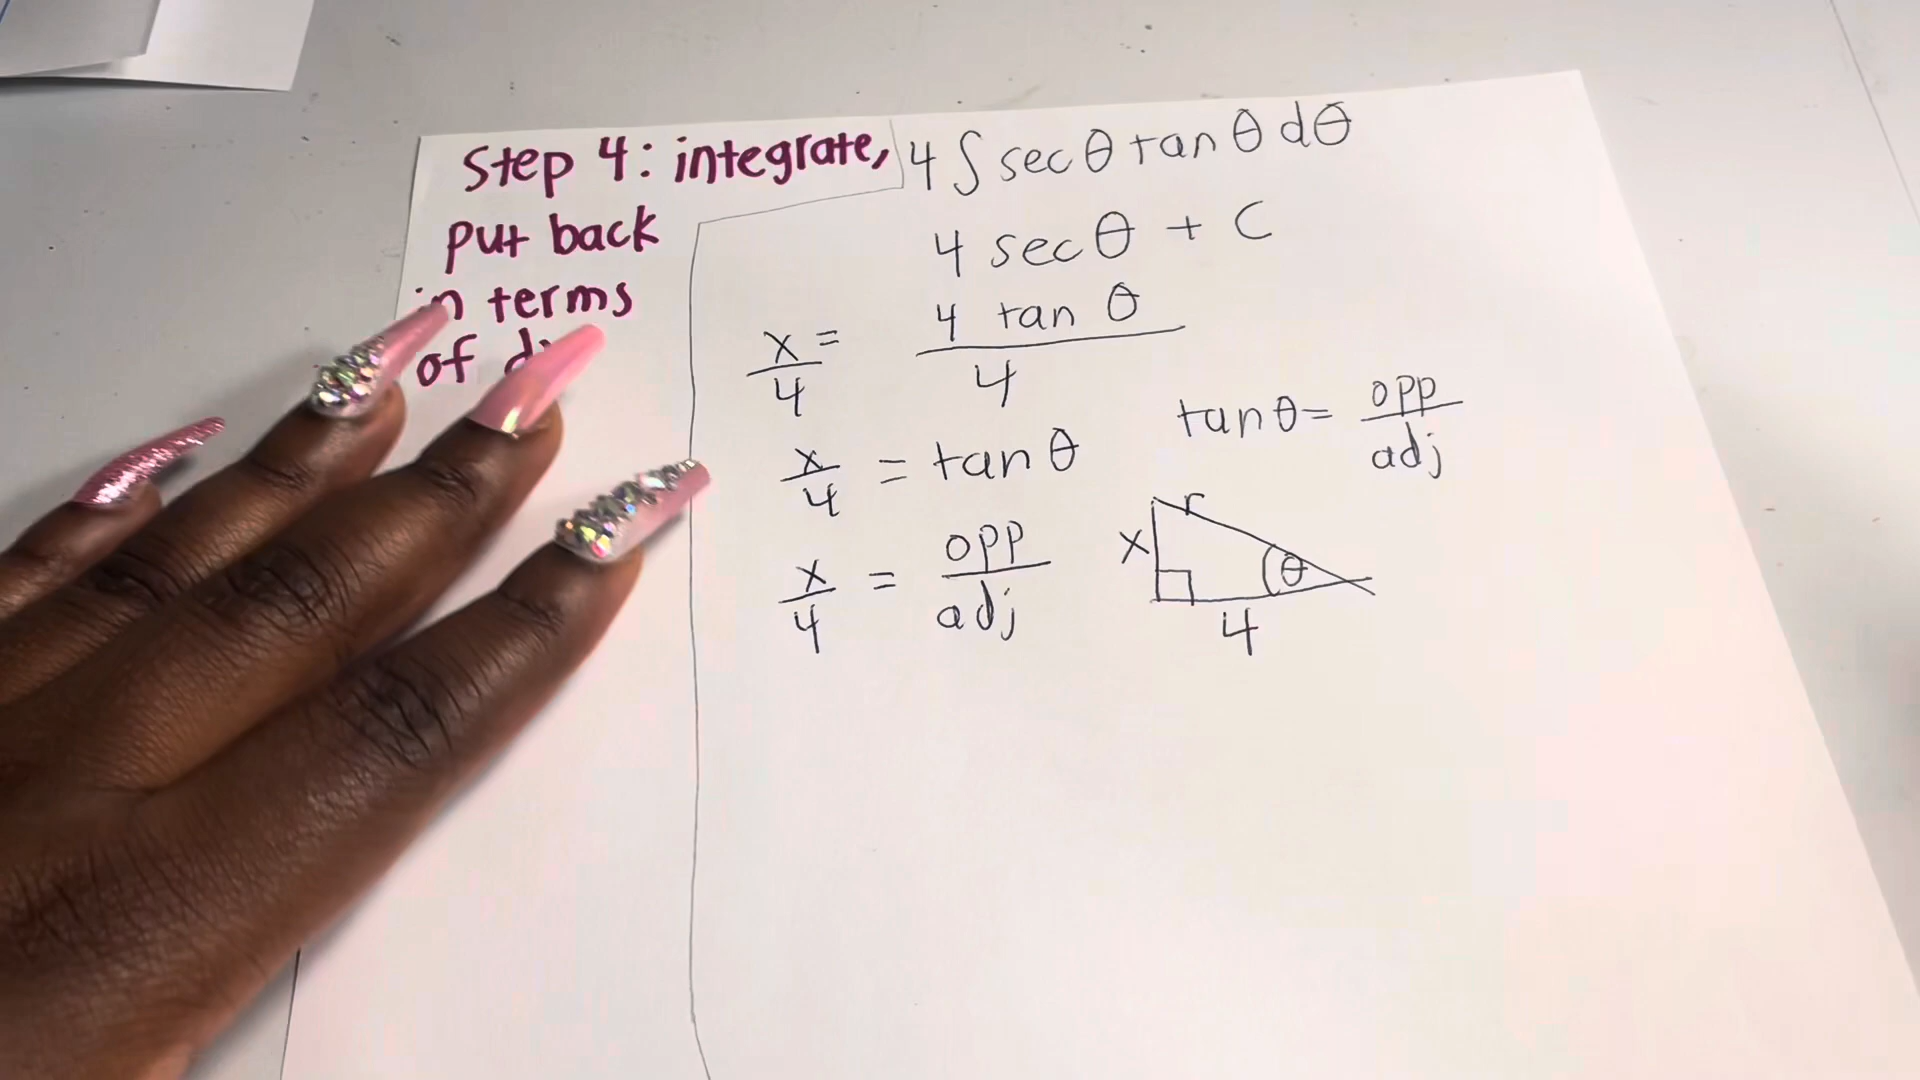 Step 4: integrate,
put back
in terms
of
4 ∫ sec θ tan θ dθ
4 sec θ + C
x/4 = 4 tan θ/4
x/4 = tan θ
tan θ = opp/adj
x/4 = opp/adj
r
x
θ
4